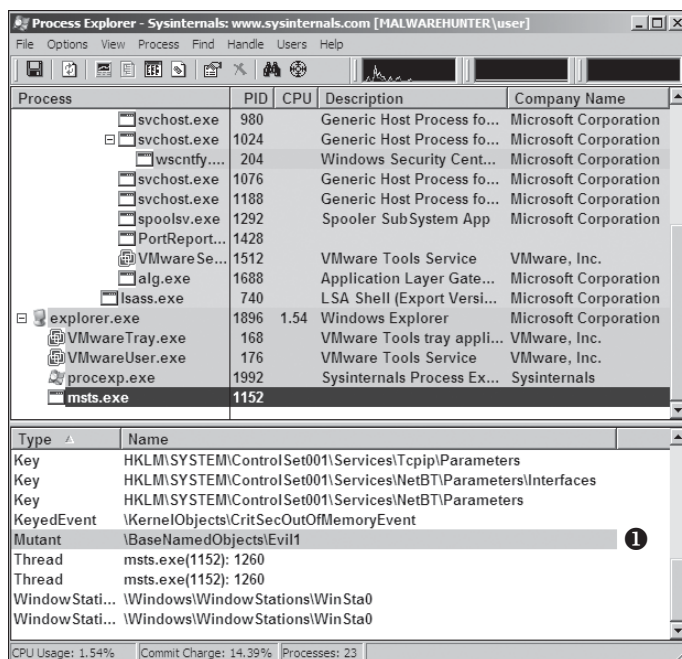 Process Explorer - Sysinternals: www.sysinternals.com [MALWAREHUNTER\user]
File Options View Process Find Handle Users Help
Process PID CPU Description Company Name
svchost.exe 980 Generic Host Process fo... Microsoft Corporation
svchost.exe 1024 Generic Host Process fo... Microsoft Corporation
wscntfy.... 204 Windows Security Cent... Microsoft Corporation
svchost.exe 1076 Generic Host Process fo... Microsoft Corporation
svchost.exe 1188 Generic Host Process fo... Microsoft Corporation
spoolsv.exe 1292 Spooler SubSystem App Microsoft Corporation
PortReport... 1428
VMwareSe... 1512 VMware Tools Service VMware, Inc.
alg.exe 1688 Application Layer Gate... Microsoft Corporation
lsass.exe 740 LSA Shell (Export Versi... Microsoft Corporation
explorer.exe 1896 1.54 Windows Explorer Microsoft Corporation
VMwareTray.exe 168 VMware Tools tray appli... VMware, Inc.
VMwareUser.exe 176 VMware Tools Service VMware, Inc.
procexp.exe 1992 Sysinternals Process Ex... Sysinternals
msts.exe 1152
Type Name
Key HKLM\SYSTEM\ControlSet001\Services\Tcpip\Parameters
Key HKLM\SYSTEM\ControlSet001\Services\NetBT\Parameters\Interfaces
Key HKLM\SYSTEM\ControlSet001\Services\NetBT\Parameters
KeyedEvent \KernelObjects\CritSecOutOfMemoryEvent
Mutant \BaseNamedObjects\Evil1 ❶
Thread msts.exe(1152): 1260
Thread msts.exe(1152): 1260
WindowStati... \Windows\WindowStations\WinSta0
WindowStati... \Windows\WindowStations\WinSta0
CPU Usage: 1.54% Commit Charge: 14.39% Processes: 23